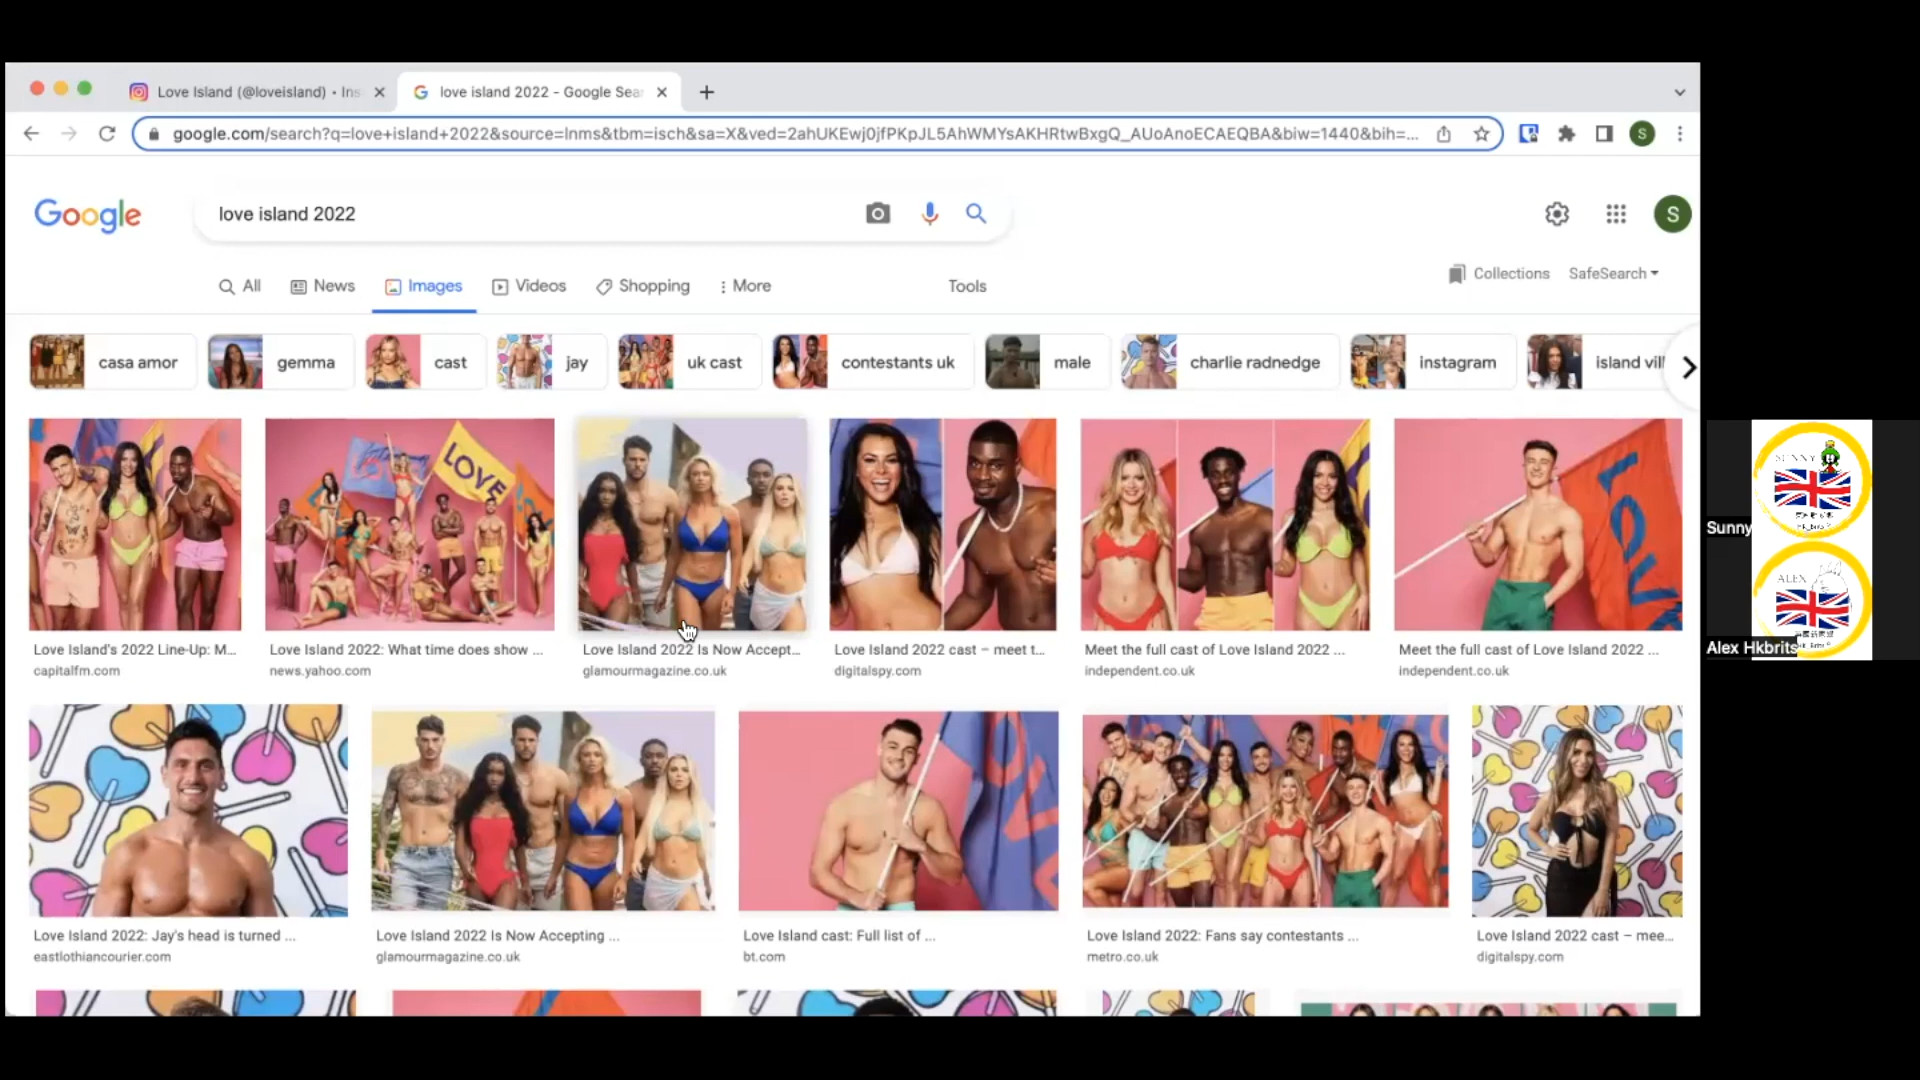 Love Island (@loveisland) • Ins
love island 2022 - Google Sea
google.com/search?q=love+island+2022&source=lnms&tbm=isch&sa=X&ved=2ahUKEwj0jfPKpJL5AhWMYsAKHRtwBxgQ_AUoAnoECAEQBA&biw=1440&bih=...
S
Google
love island 2022
S
All
News
Images
Videos
Shopping
More
Tools
Collections
SafeSearch
casa amor
gemma
cast
jay
uk cast
contestants uk
male
charlie radnedge
instagram
island vill
LOVE
LOV
Love Island's 2022 Line-Up: M...
capitalfm.com
Love Island 2022: What time does show ...
news.yahoo.com
Love Island 2022 Is Now Accept...
glamourmagazine.co.uk
Love Island 2022 cast – meet t...
digitalspy.com
Meet the full cast of Love Island 2022 ...
independent.co.uk
Meet the full cast of Love Island 2022 ...
independent.co.uk
SUNNY
Sunny
ALEX
Alex Hkbrits
Love Island 2022: Jay's head is turned ...
eastlothiancourier.com
Love Island 2022 Is Now Accepting ...
glamourmagazine.co.uk
Love Island cast: Full list of ...
bt.com
Love Island 2022: Fans say contestants ...
metro.co.uk
Love Island 2022 cast – mee...
digitalspy.com